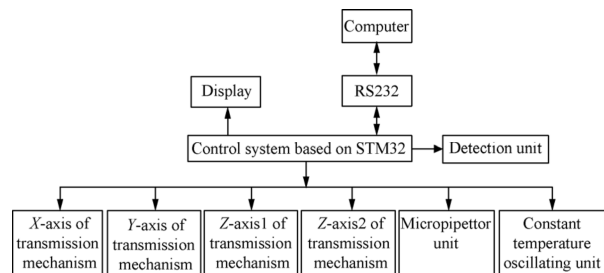 Computer
Display
RS232
Control system based on STM32
Detection unit
X-axis of
transmission
mechanism
Y-axis of
transmission
mechanism
Z-axis1 of
transmission
mechanism
Z-axis2 of
transmission
mechanism
Micropipettor
unit
Constant
temperature
oscillating unit